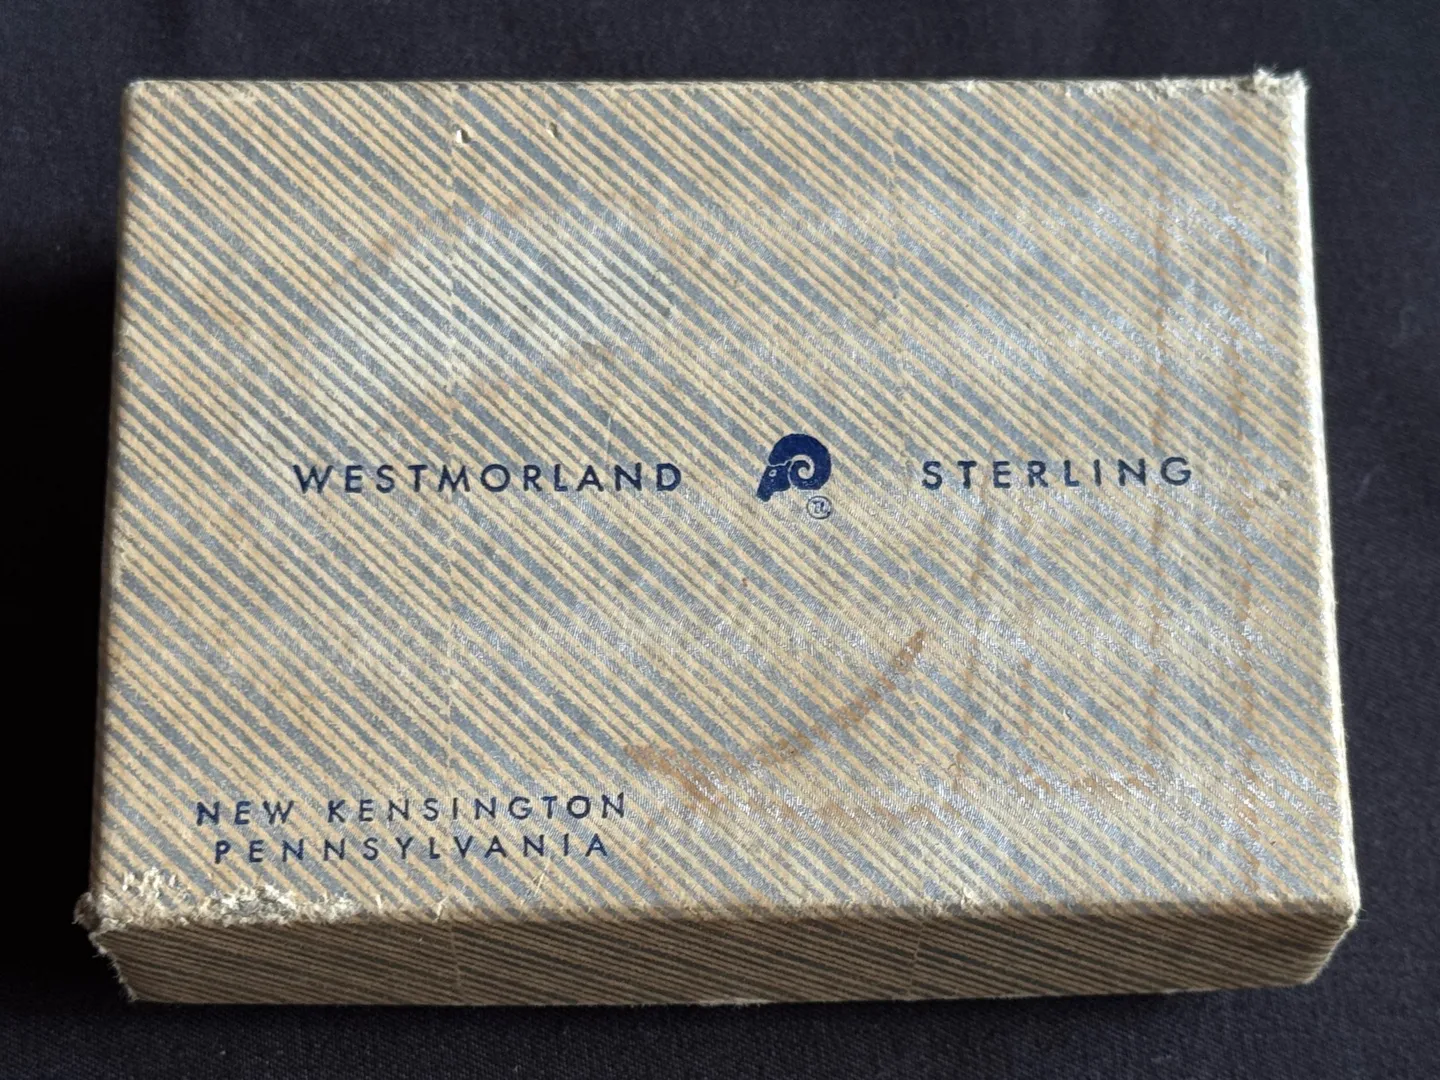 WESTMORLAND ® STERLING
NEW KENSINGTON
PENNSYLVANIA